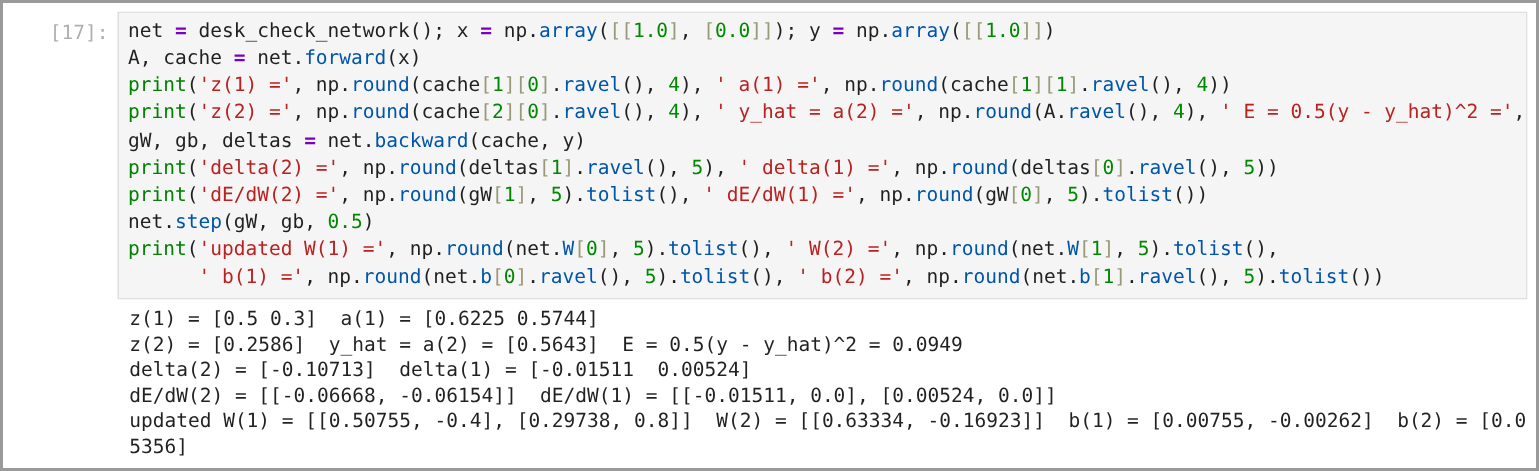 [17]: net = desk_check_network(); x = np.array([[1.0], [0.0]]); y = np.array([[1.0]])
A, cache = net.forward(x)
print('z(1) =', np.round(cache[1][0].ravel(), 4), ' a(1) =', np.round(cache[1][1].ravel(), 4))
print('z(2) =', np.round(cache[2][0].ravel(), 4), ' y_hat = a(2) =', np.round(A.ravel(), 4), ' E = 0.5(y - y_hat)^2 =',
gW, gb, deltas = net.backward(cache, y)
print('delta(2) =', np.round(deltas[1].ravel(), 5), ' delta(1) =', np.round(deltas[0].ravel(), 5))
print('dE/dW(2) =', np.round(gW[1], 5).tolist(), ' dE/dW(1) =', np.round(gW[0], 5).tolist())
net.step(gW, gb, 0.5)
print('updated W(1) =', np.round(net.W[0], 5).tolist(), ' W(2) =', np.round(net.W[1], 5).tolist(),
' b(1) =', np.round(net.b[0].ravel(), 5).tolist(), ' b(2) =', np.round(net.b[1].ravel(), 5).tolist())
z(1) = [0.5 0.3]  a(1) = [0.6225 0.5744]
z(2) = [0.2586]  y_hat = a(2) = [0.5643]  E = 0.5(y - y_hat)^2 = 0.0949
delta(2) = [-0.10713]  delta(1) = [-0.01511  0.00524]
dE/dW(2) = [[-0.06668, -0.06154]]  dE/dW(1) = [[-0.01511, 0.0], [0.00524, 0.0]]
updated W(1) = [[0.50755, -0.4], [0.29738, 0.8]]  W(2) = [[0.63334, -0.16923]]  b(1) = [0.00755, -0.00262]  b(2) = [0.0
5356]